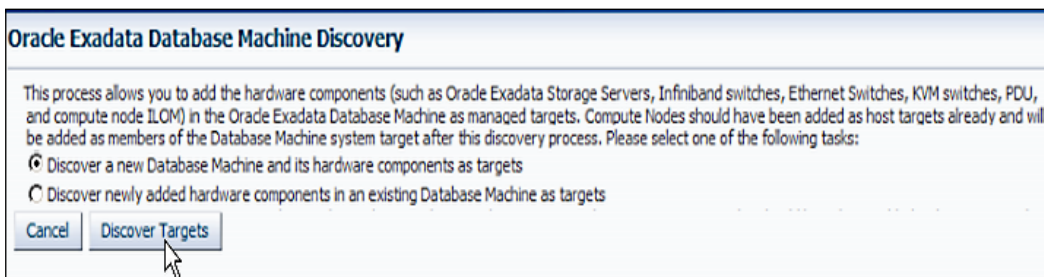 Oracle Exadata Database Machine Discovery
This process allows you to add the hardware components (such as Oracle Exadata Storage Servers, Infiniband switches, Ethernet Switches, KVM switches, PDU,
and compute node ILOM) in the Oracle Exadata Database Machine as managed targets. Compute Nodes should have been added as host targets already and will
be added as members of the Database Machine system target after this discovery process. Please select one of the following tasks:
Discover a new Database Machine and its hardware components as targets
Discover newly added hardware components in an existing Database Machine as targets
Cancel Discover Targets